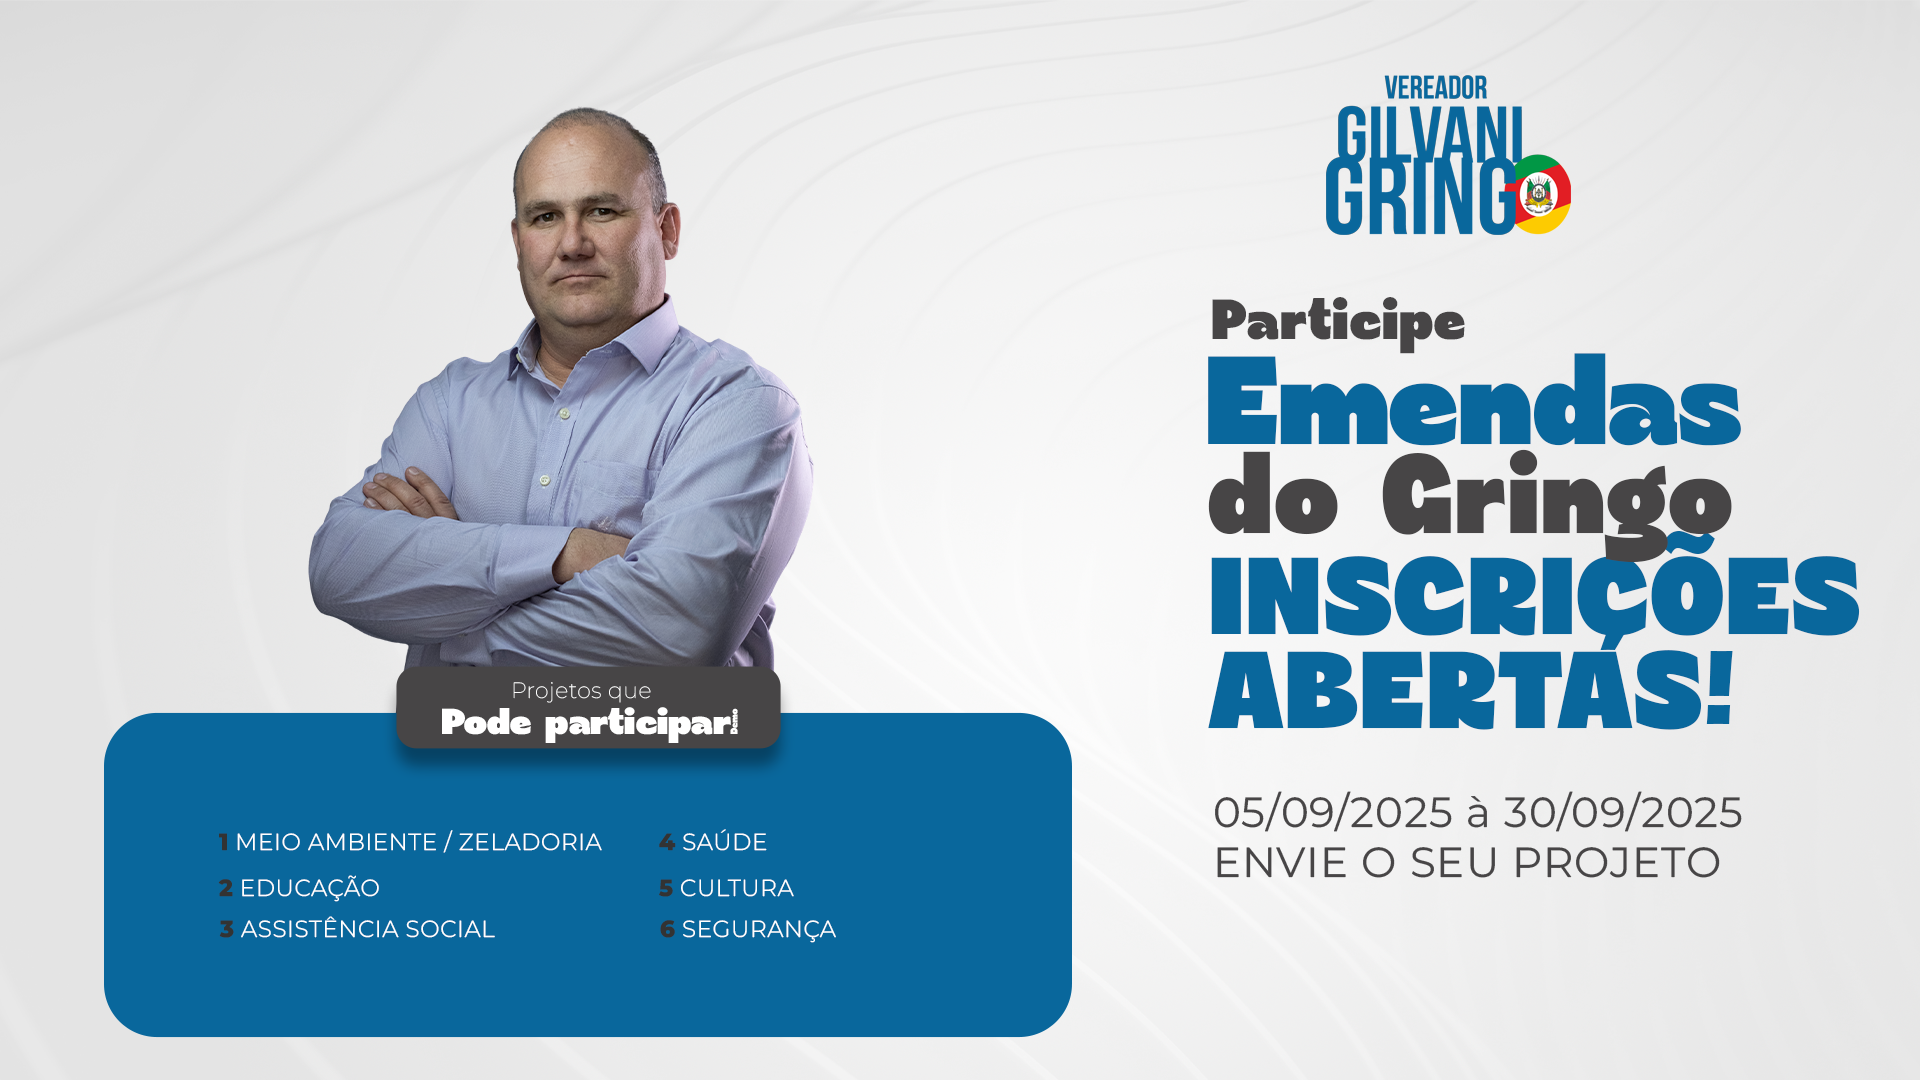 VEREADOR
GILVANI
GRINGO
Participe
Emendas
do Gringo
INSCRIÇÕES
ABERTAS!
05/09/2025 à 30/09/2025
ENVIE O SEU PROJETO
Projetos que
Pode participar!
Demo
1 MEIO AMBIENTE / ZELADORIA
2 EDUCAÇÃO
3 ASSISTÊNCIA SOCIAL
4 SAÚDE
5 CULTURA
6 SEGURANÇA